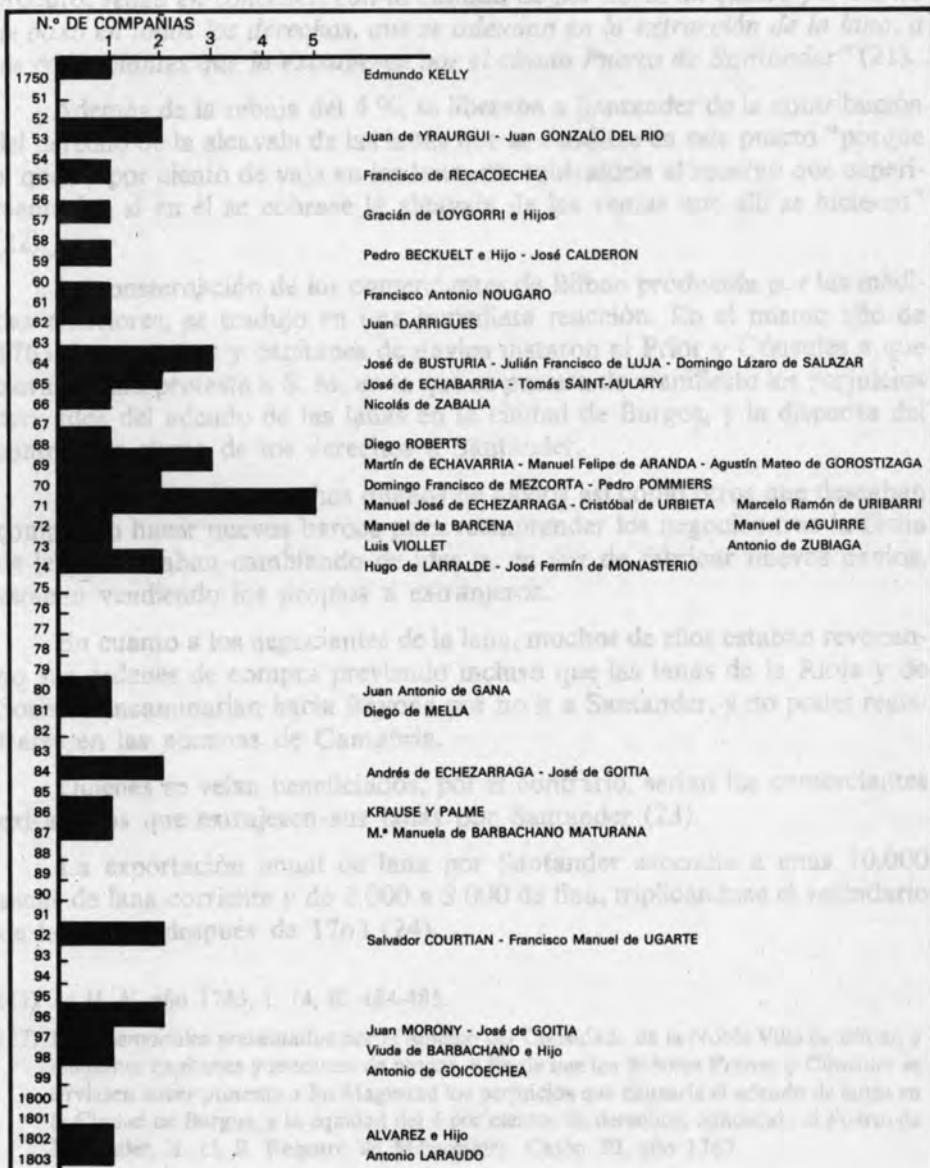 N.º DE COMPAÑIAS
1 2 3 4 5
1750 Edmundo KELLY
51
52
53 Juan de YRAURGUI - Juan GONZALO DEL RIO
54
55 Francisco de RECACOECHEA
56
57 Gracián de LOYGORRI e Hijos
58
59 Pedro BECKUELT e Hijo - José CALDERON
60
61 Francisco Antonio NOUGARO
62 Juan DARRIGUES
63
64 José de BUSTURIA - Julián Francisco de LUJA - Domingo Lázaro de SALAZAR
65 José de ECHABARRIA - Tomás SAINT-AULARY
66 Nicolás de ZABALIA
67
68 Diego ROBERTS
69 Martín de ECHAVARRIA - Manuel Felipe de ARANDA - Agustín Mateo de GOROSTIZAGA
70 Domingo Francisco de MEZCORTA - Pedro POMMIERS
71 Manuel José de ECHEZARRAGA - Cristóbal de URBIETA Marcelo Ramón de URIBARRI
72 Manuel de la BARCENA Manuel de AGUIRRE
73 Luis VIOLLET Antonio de ZUBIAGA
74 Hugo de LARRALDE - José Fermín de MONASTERIO
75
76
77
78
79
80 Juan Antonio de GANA
81 Diego de MELLA
82
83
84 Andrés de ECHEZARRAGA - José de GOITIA
85
86 KRAUSE Y PALME
87 M.ª Manuela de BARBACHANO MATURANA
88
89
90
91
92 Salvador COURTIAN - Francisco Manuel de UGARTE
93
94
95
96 Juan MORONY - José de GOITIA
97
98 Viuda de BARBACHANO e Hijo
99 Antonio de GOICOECHEA
1800
1801
1802 ALVAREZ e Hijo
1803 Antonio LARAUDO